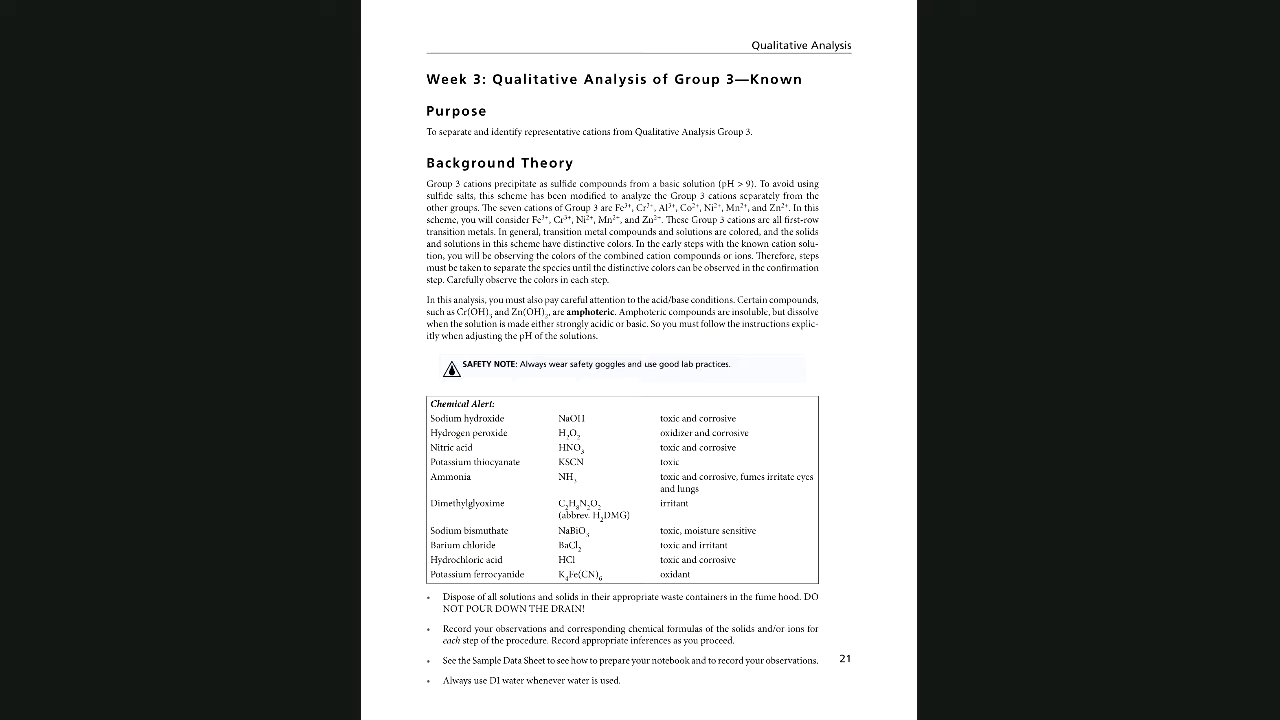 Qualitative Analysis
Week 3: Qualitative Analysis of Group 3—Known
Purpose
To separate and identify representative cations from Qualitative Analysis Group 3.
Background Theory
Group 3 cations precipitate as sulfide compounds from a basic solution (pH > 9). To avoid using
sulfide salts, this scheme has been modified to analyze the Group 3 cations separately from the
other groups. The seven cations of Group 3 are Fe³⁺, Cr³⁺, Al³⁺, Co²⁺, Ni²⁺, Mn²⁺, and Zn²⁺. In this
scheme, you will consider Fe³⁺, Cr³⁺, Ni²⁺, Mn²⁺, and Zn²⁺. These Group 3 cations are all first-row
transition metals. In general, transition metal compounds and solutions are colored, and the solids
and solutions in this scheme have distinctive colors. In the early steps with the known cation solu-
tion, you will be observing the colors of the combined cation compounds or ions. Therefore, steps
must be taken to separate the species until the distinctive colors can be observed in the confirmation
step. Carefully observe the colors in each step.
In this analysis, you must also pay careful attention to the acid/base conditions. Certain compounds,
such as Cr(OH)₃ and Zn(OH)₂, are amphoteric. Amphoteric compounds are insoluble, but dissolve
when the solution is made either strongly acidic or basic. So you must follow the instructions explic-
itly when adjusting the pH of the solutions.
SAFETY NOTE: Always wear safety goggles and use good lab practices.
Chemical Alert:
Sodium hydroxide NaOH toxic and corrosive
Hydrogen peroxide H₂O₂ oxidizer and corrosive
Nitric acid HNO₃ toxic and corrosive
Potassium thiocyanate KSCN toxic
Ammonia NH₃ toxic and corrosive, fumes irritate eyes
and lungs
Dimethylglyoxime C₂H₈N₂O₂ irritant
(abbrev. H₂DMG)
Sodium bismuthate NaBiO₃ toxic, moisture sensitive
Barium chloride BaCl₂ toxic and irritant
Hydrochloric acid HCl toxic and corrosive
Potassium ferrocyanide K₄Fe(CN)₆ oxidant
• Dispose of all solutions and solids in their appropriate waste containers in the fume hood. DO
NOT POUR DOWN THE DRAIN!
• Record your observations and corresponding chemical formulas of the solids and/or ions for
each step of the procedure. Record appropriate inferences as you proceed.
• See the Sample Data Sheet to see how to prepare your notebook and to record your observations.
21
• Always use DI water whenever water is used.